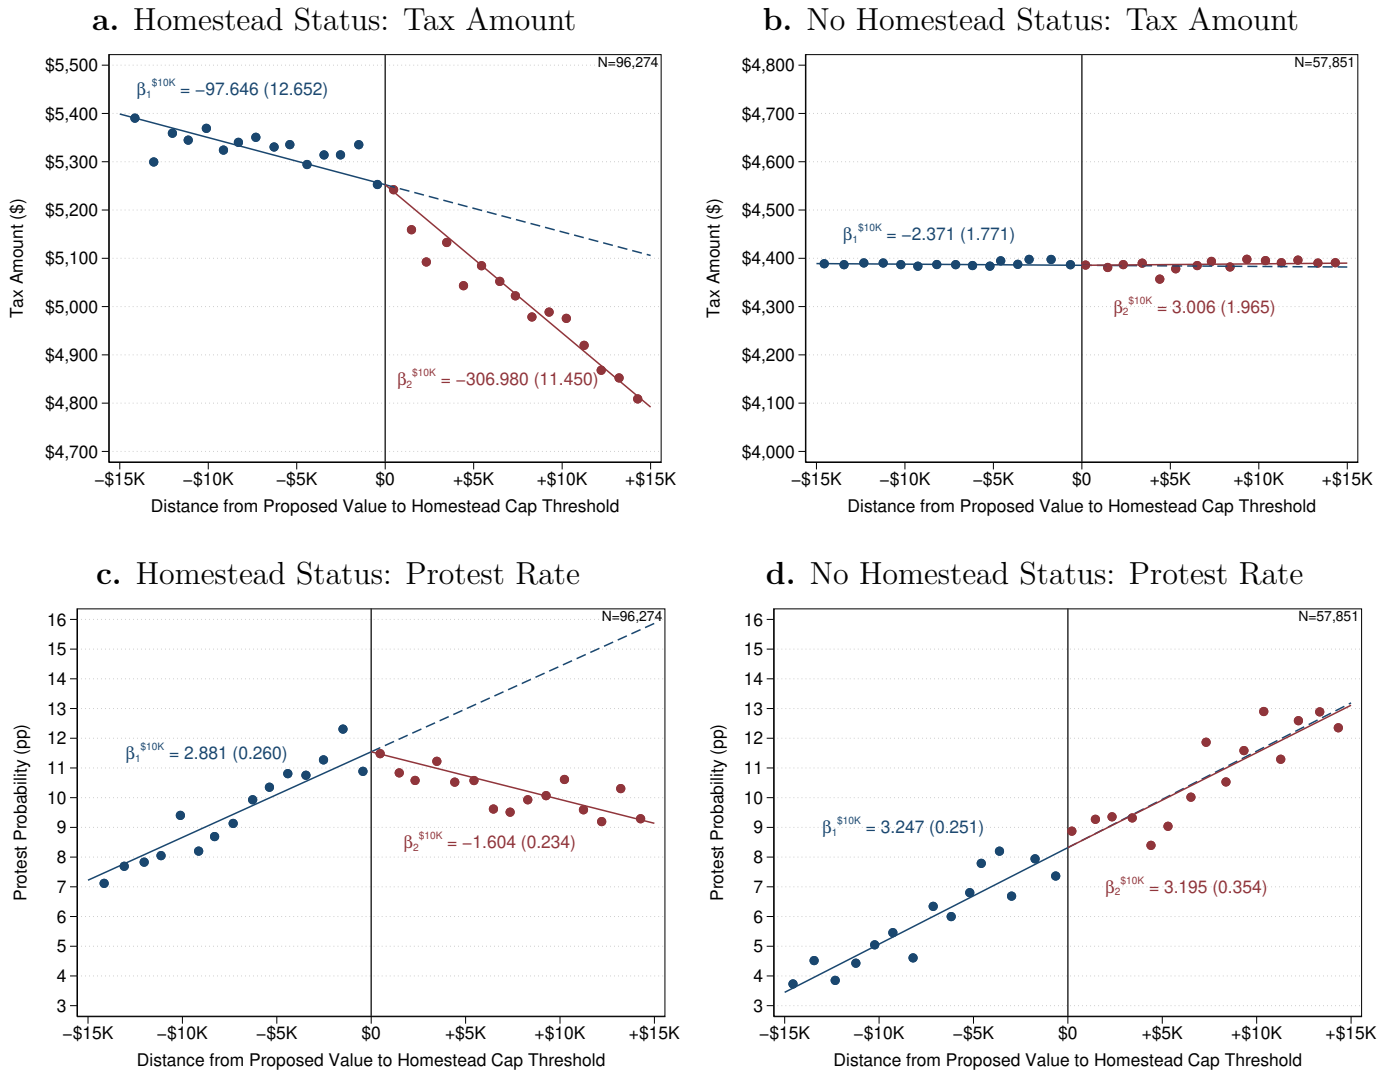 a. Homestead Status: Tax Amount
N=96,274
β₁^$10K = −97.646 (12.652)
β₂^$10K = −306.980 (11.450)
Tax Amount ($)
$5,500
$5,400
$5,300
$5,200
$5,100
$5,000
$4,900
$4,800
$4,700
−$15K −$10K −$5K $0 +$5K +$10K +$15K
Distance from Proposed Value to Homestead Cap Threshold
b. No Homestead Status: Tax Amount
N=57,851
β₁^$10K = −2.371 (1.771)
β₂^$10K = 3.006 (1.965)
Tax Amount ($)
$4,800
$4,700
$4,600
$4,500
$4,400
$4,300
$4,200
$4,100
$4,000
−$15K −$10K −$5K $0 +$5K +$10K +$15K
Distance from Proposed Value to Homestead Cap Threshold
c. Homestead Status: Protest Rate
N=96,274
β₁^$10K = 2.881 (0.260)
β₂^$10K = −1.604 (0.234)
Protest Probability (pp)
16
15
14
13
12
11
10
9
8
7
6
5
4
3
−$15K −$10K −$5K $0 +$5K +$10K +$15K
Distance from Proposed Value to Homestead Cap Threshold
d. No Homestead Status: Protest Rate
N=57,851
β₁^$10K = 3.247 (0.251)
β₂^$10K = 3.195 (0.354)
Protest Probability (pp)
16
15
14
13
12
11
10
9
8
7
6
5
4
3
−$15K −$10K −$5K $0 +$5K +$10K +$15K
Distance from Proposed Value to Homestead Cap Threshold